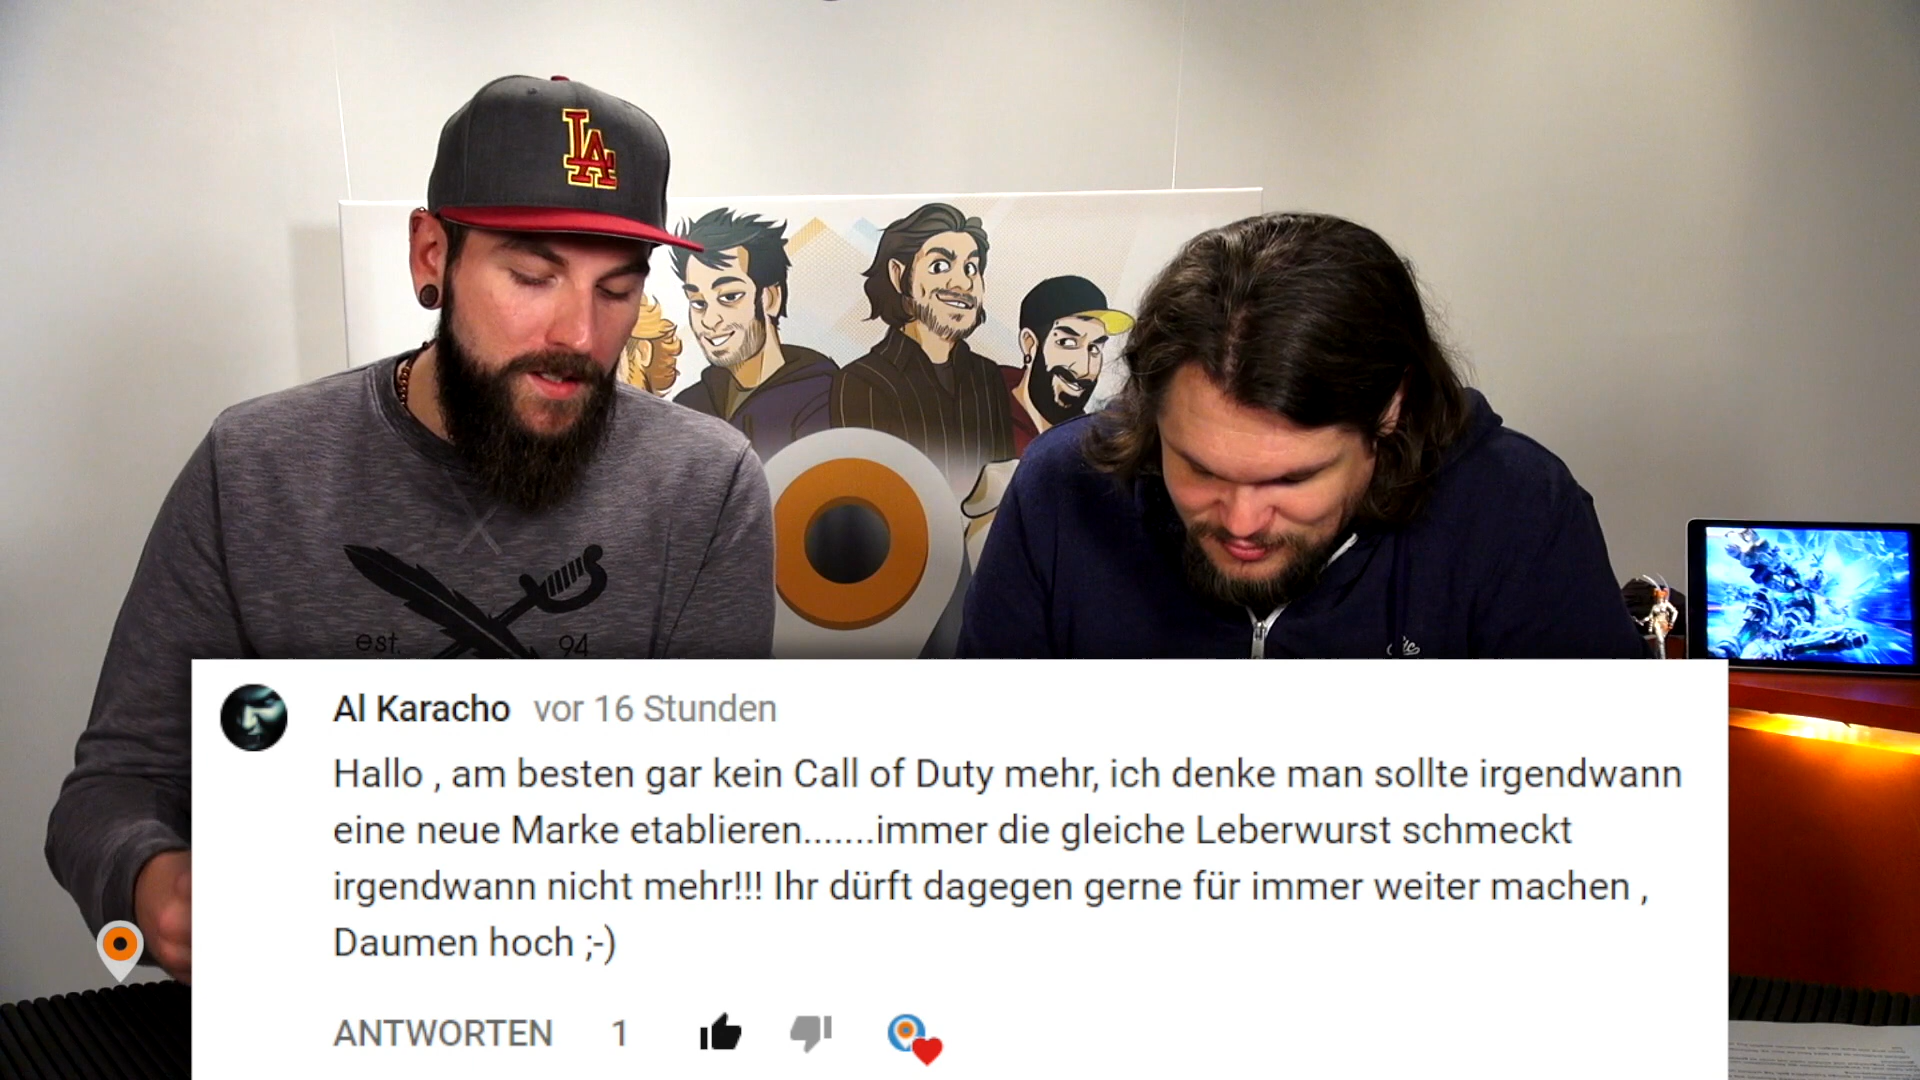 LA
est. 94
Al Karacho vor 16 Stunden
Hallo , am besten gar kein Call of Duty mehr, ich denke man sollte irgendwann
eine neue Marke etablieren.......immer die gleiche Leberwurst schmeckt
irgendwann nicht mehr!!! Ihr dürft dagegen gerne für immer weiter machen ,
Daumen hoch ;-)
ANTWORTEN 1